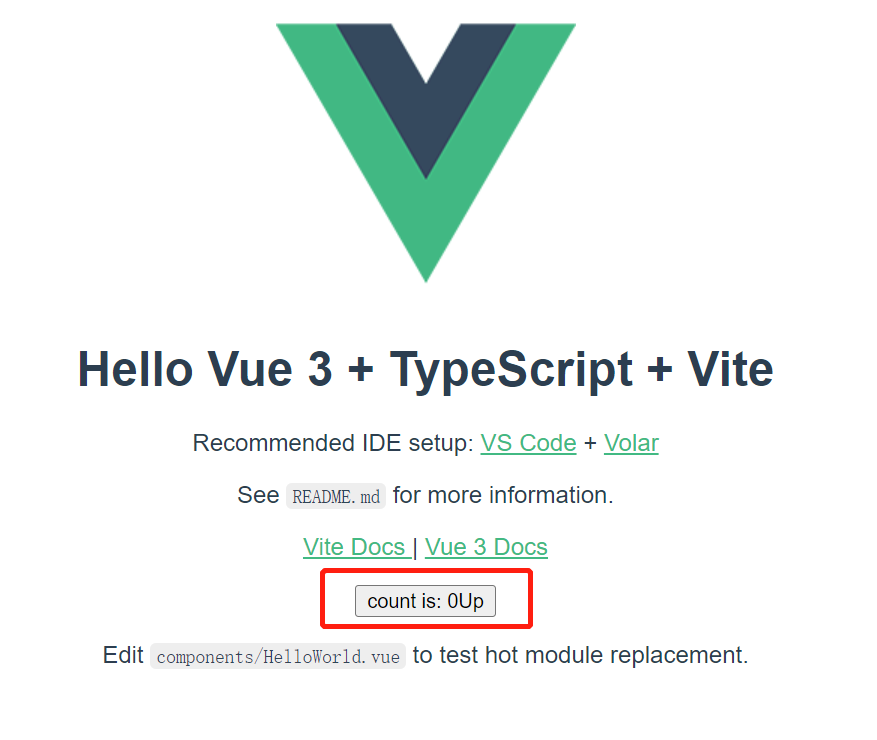 Hello Vue 3 + TypeScript + Vite
Recommended IDE setup: VS Code + Volar
See README.md for more information.
Vite Docs | Vue 3 Docs
count is: 0Up
Edit components/HelloWorld.vue to test hot module replacement.